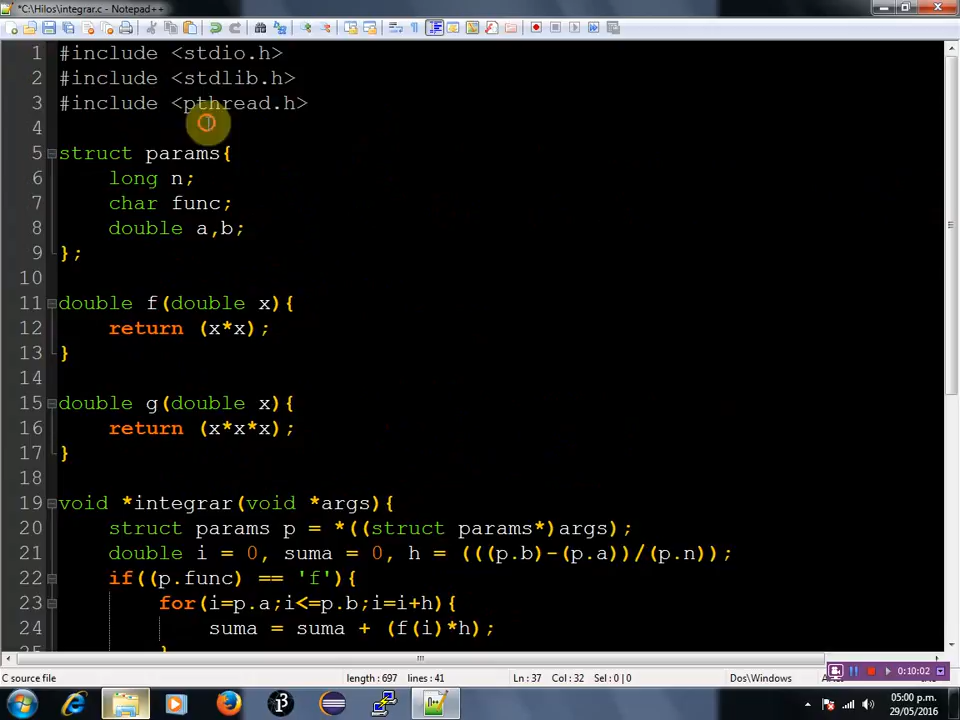 *C:\Hilos\integrar.c - Notepad++
1 #include <stdio.h>
2 #include <stdlib.h>
3 #include <pthread.h>
4
5 struct params{
6 long n;
7 char func;
8 double a,b;
9 };
10
11 double f(double x){
12 return (x*x);
13 }
14
15 double g(double x){
16 return (x*x*x);
17 }
18
19 void *integrar(void *args){
20 struct params p = *((struct params*)args);
21 double i = 0, suma = 0, h = (((p.b)-(p.a))/(p.n));
22 if((p.func) == 'f'){
23 for(i=p.a;i<=p.b;i=i+h){
24 suma = suma + (f(i)*h);
C source file length : 697 lines : 41 Ln : 37 Col : 32 Sel : 0 | 0 Dos\Windows 0:10:02
05:00 p.m.
29/05/2016